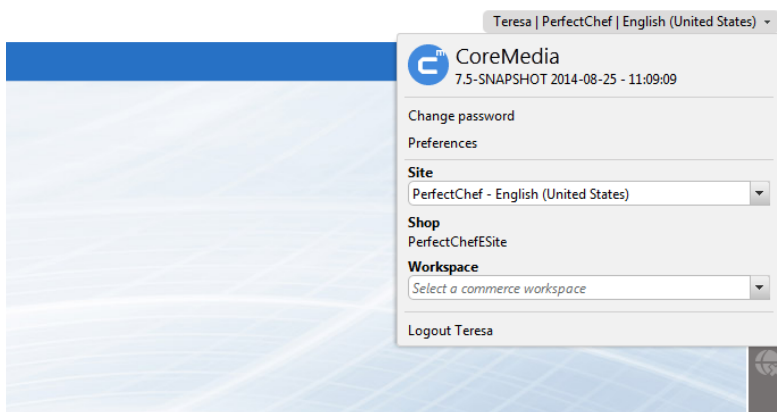 Teresa | PerfectChef | English (United States)
Cm
CoreMedia
7.5-SNAPSHOT 2014-08-25 - 11:09:09
Change password
Preferences
Site
PerfectChef - English (United States)
Shop
PerfectChefESite
Workspace
Select a commerce workspace
Logout Teresa